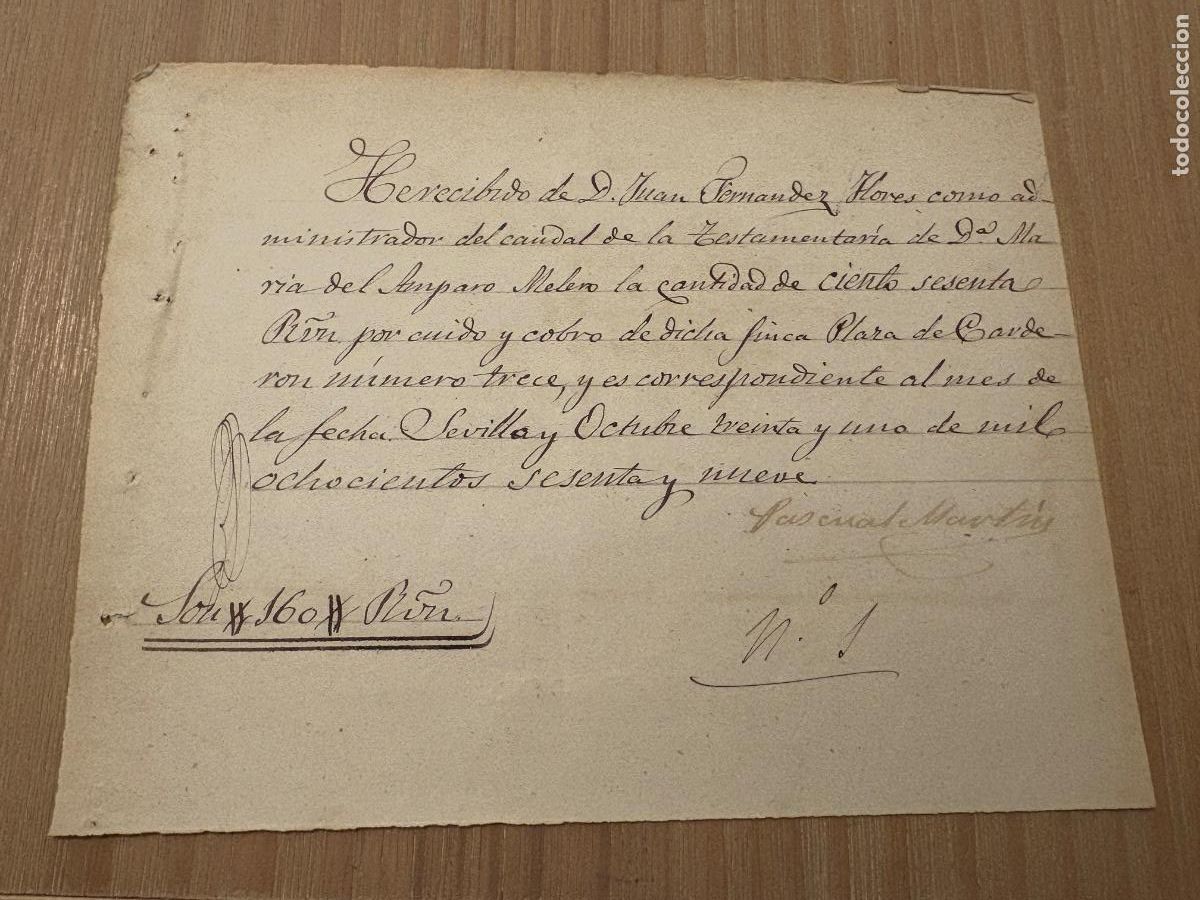 He recibido de D. Juan Fernandez Flores como ad-
ministrador del caudal de la Testamentaría de Dª Ma
ria del Amparo Melero la cantidad de ciento sesenta
Rvn por cuido y cobro de dicha finca Plaza de Carde-
ron número trece, y es correspondiente al mes de
la fecha. Sevilla y Octubre treinta y uno de mil
ochocientos sesenta y nueve
Pascual Martin
Son #160# Rvn.
N.º 1
todocoleccion